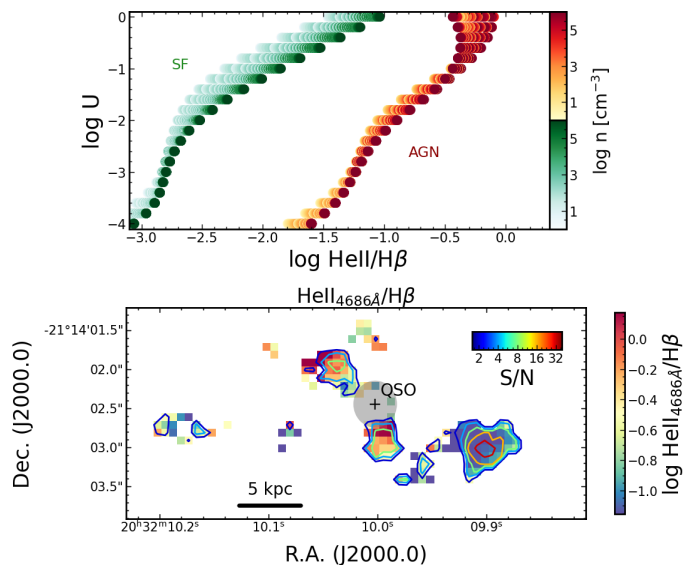 0
−1
−2
−3
−4
log U
SF
AGN
−3.0 −2.5 −2.0 −1.5 −1.0 −0.5 0.0
log HeII/Hβ
5
3
1
5
3
1
log n [cm⁻³]
HeII₄₆₈₆Å/Hβ
-21°14′01.5″
02.0″
02.5″
03.0″
03.5″
Dec. (J2000.0)
2 4 8 16 32
S/N
QSO
5 kpc
20ʰ32ᵐ10.2ˢ 10.1ˢ 10.0ˢ 09.9ˢ
R.A. (J2000.0)
0.0
−0.2
−0.4
−0.6
−0.8
−1.0
log HeII₄₆₈₆Å/Hβ